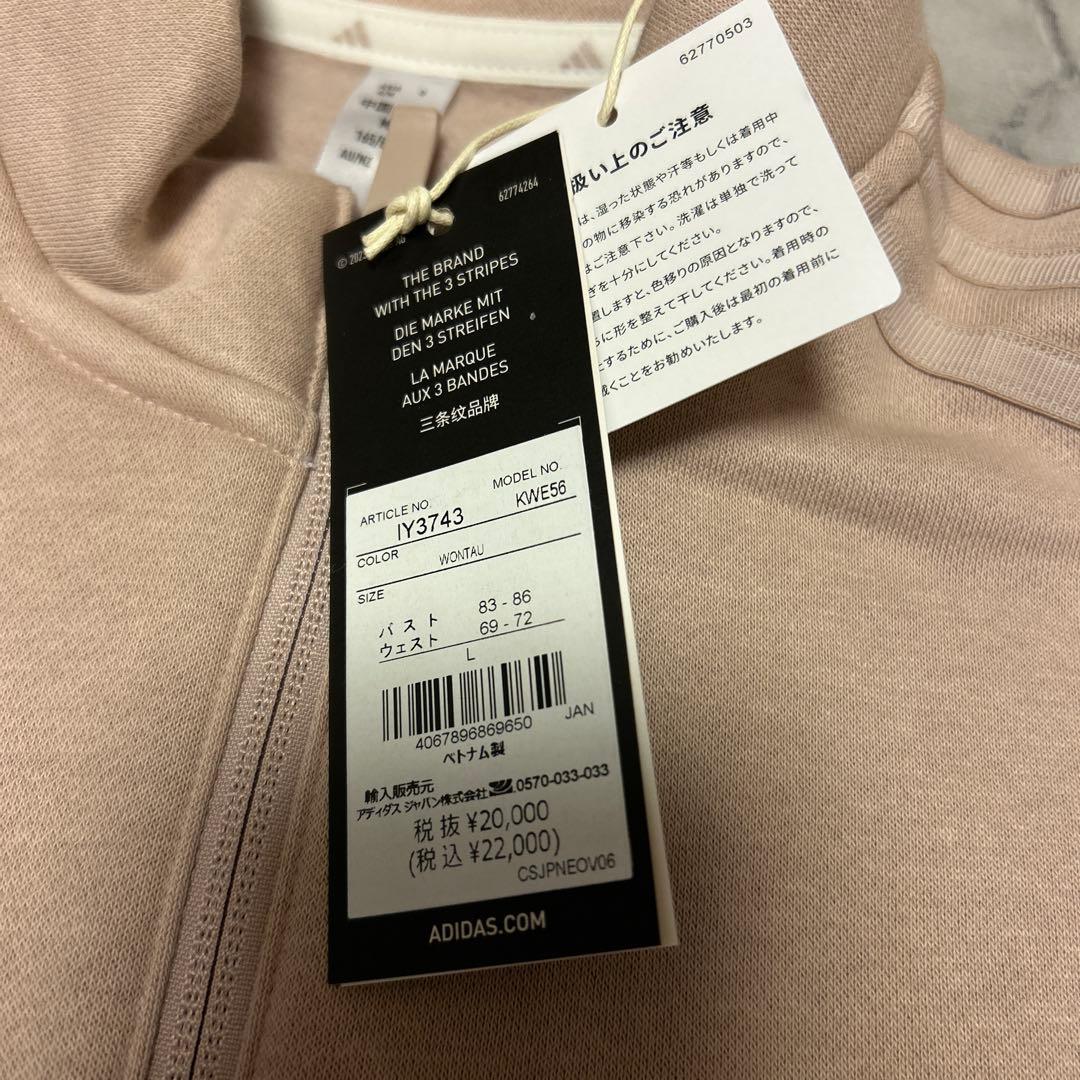 62770503
扱い上のご注意
は、湿った状態や汗等もしくは着用中
の物に移染する恐れがありますので、
ご注意下さい。洗濯は単独で洗って
ぎを十分にしてください。
置しますと、色移りの原因となりますので、
らに形を整えて干してください。着用時の
とするために、ご購入後は最初の着用前に
戴くことをお勧めいたします。
62774264
THE BRAND
WITH THE 3 STRIPES
DIE MARKE MIT
DEN 3 STREIFEN
LA MARQUE
AUX 3 BANDES
三条纹品牌
ARTICLE NO. MODEL NO.
IY3743 KWE56
COLOR WONTAU
SIZE
バスト 83 - 86
ウェスト 69 - 72
L
4067896869650 JAN
ベトナム製
輸入販売元
アディダス ジャパン株式会社 0570-033-033
税抜 ¥20,000
(税込 ¥22,000)
CSJPNEOV06
ADIDAS.COM
AU/NZ